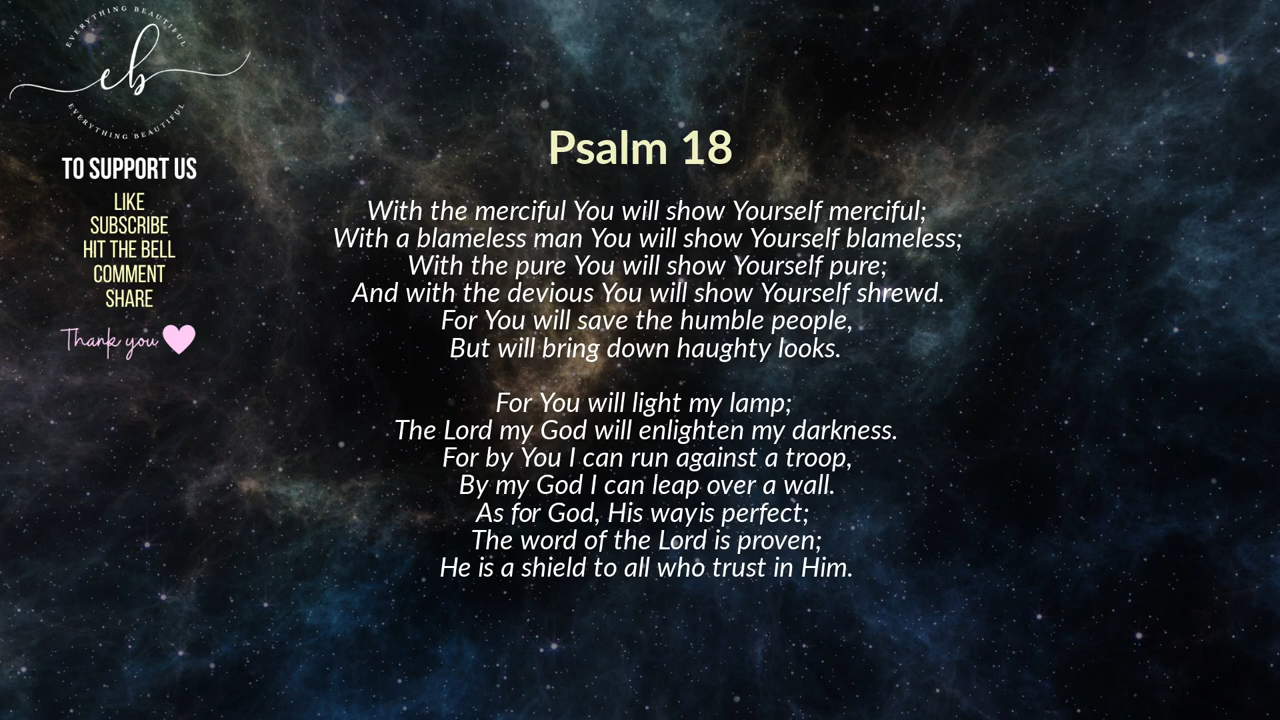 EVERYTHING BEAUTIFUL
eb
EVERYTHING BEAUTIFUL
TO SUPPORT US
LIKE
SUBSCRIBE
HIT THE BELL
COMMENT
SHARE
Thank you
Psalm 18
With the merciful You will show Yourself merciful;
With a blameless man You will show Yourself blameless;
With the pure You will show Yourself pure;
And with the devious You will show Yourself shrewd.
For You will save the humble people,
But will bring down haughty looks.
For You will light my lamp;
The Lord my God will enlighten my darkness.
For by You I can run against a troop,
By my God I can leap over a wall.
As for God, His wayis perfect;
The word of the Lord is proven;
He is a shield to all who trust in Him.